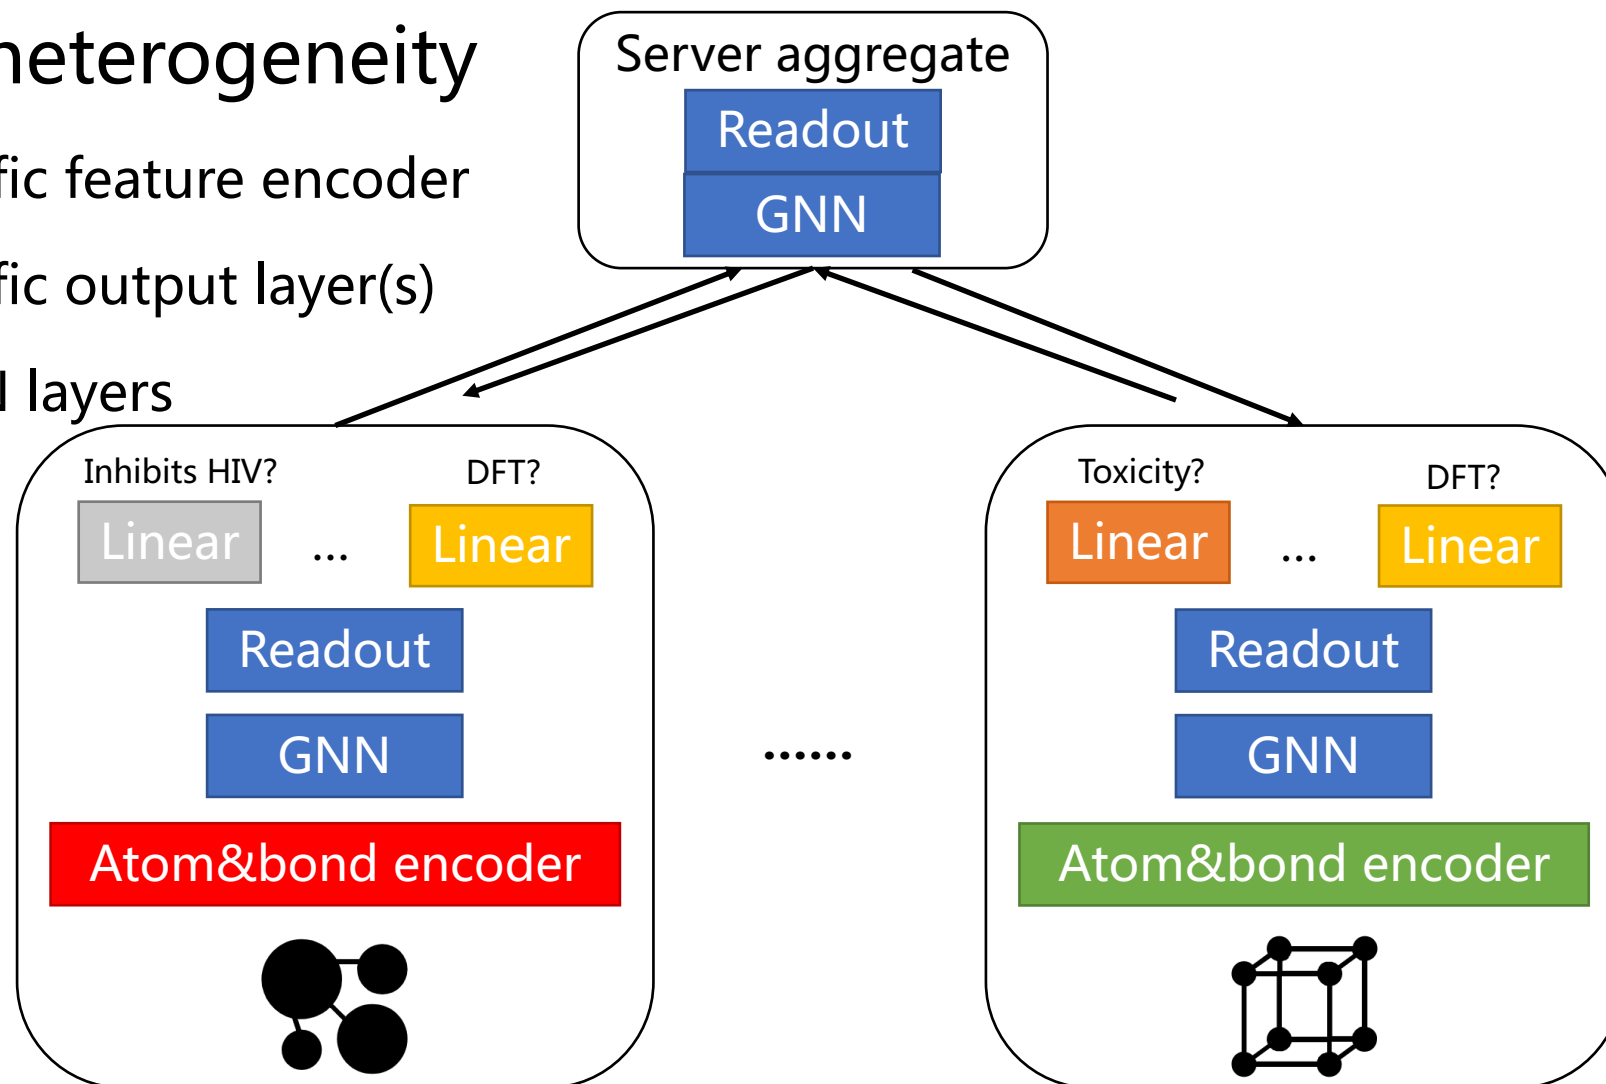 heterogeneity
fic feature encoder
fic output layer(s)
layers
Server aggregate
Readout
GNN
Inhibits HIV?
DFT?
Linear
...
Linear
Readout
GNN
Atom&bond encoder
......
Toxicity?
DFT?
Linear
...
Linear
Readout
GNN
Atom&bond encoder